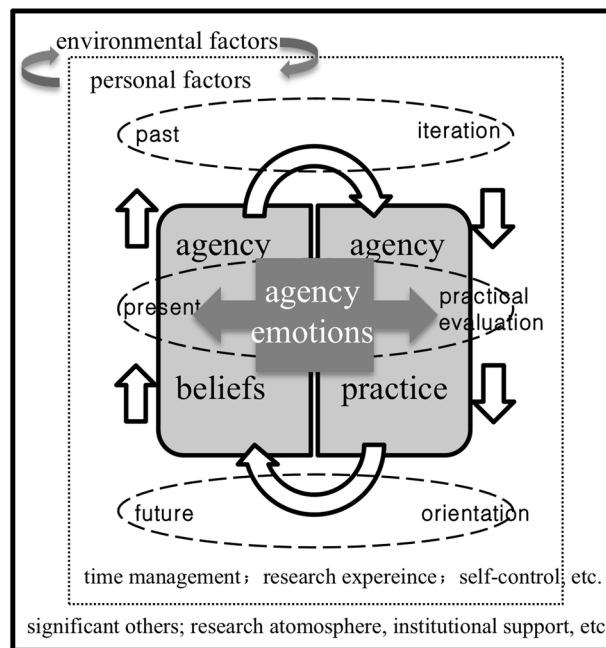 environmental factors
personal factors
past iteration
agency agency
agency
emotions
present practical
evaluation
beliefs practice
future orientation
time management；research expereince；self-control, etc.
significant others; research atomosphere, institutional support, etc